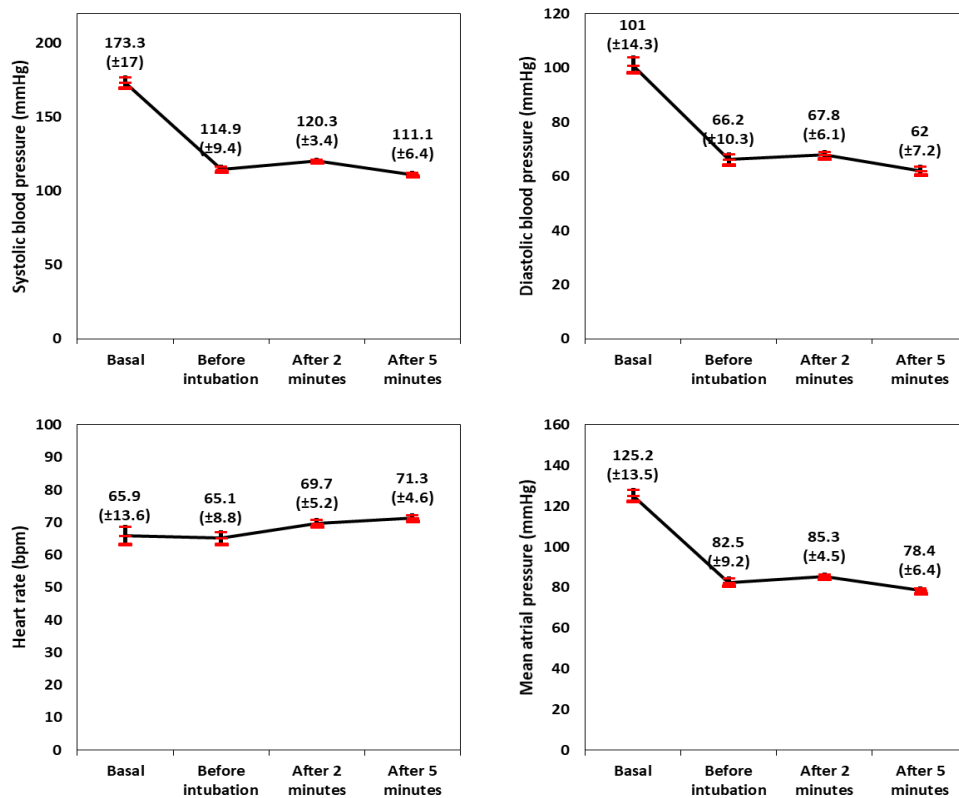 Systolic blood pressure (mmHg)
200
150
100
50
0
173.3
(±17)
114.9
(±9.4)
120.3
(±3.4)
111.1
(±6.4)
Basal
Before
intubation
After 2
minutes
After 5
minutes
Diastolic blood pressure (mmHg)
120
100
80
60
40
20
0
101
(±14.3)
66.2
(±10.3)
67.8
(±6.1)
62
(±7.2)
Basal
Before
intubation
After 2
minutes
After 5
minutes
Heart rate (bpm)
100
90
80
70
60
50
40
30
20
10
0
65.9
(±13.6)
65.1
(±8.8)
69.7
(±5.2)
71.3
(±4.6)
Basal
Before
intubation
After 2
minutes
After 5
minutes
Mean atrial pressure (mmHg)
160
140
120
100
80
60
40
20
0
125.2
(±13.5)
82.5
(±9.2)
85.3
(±4.5)
78.4
(±6.4)
Basal
Before
intubation
After 2
minutes
After 5
minutes